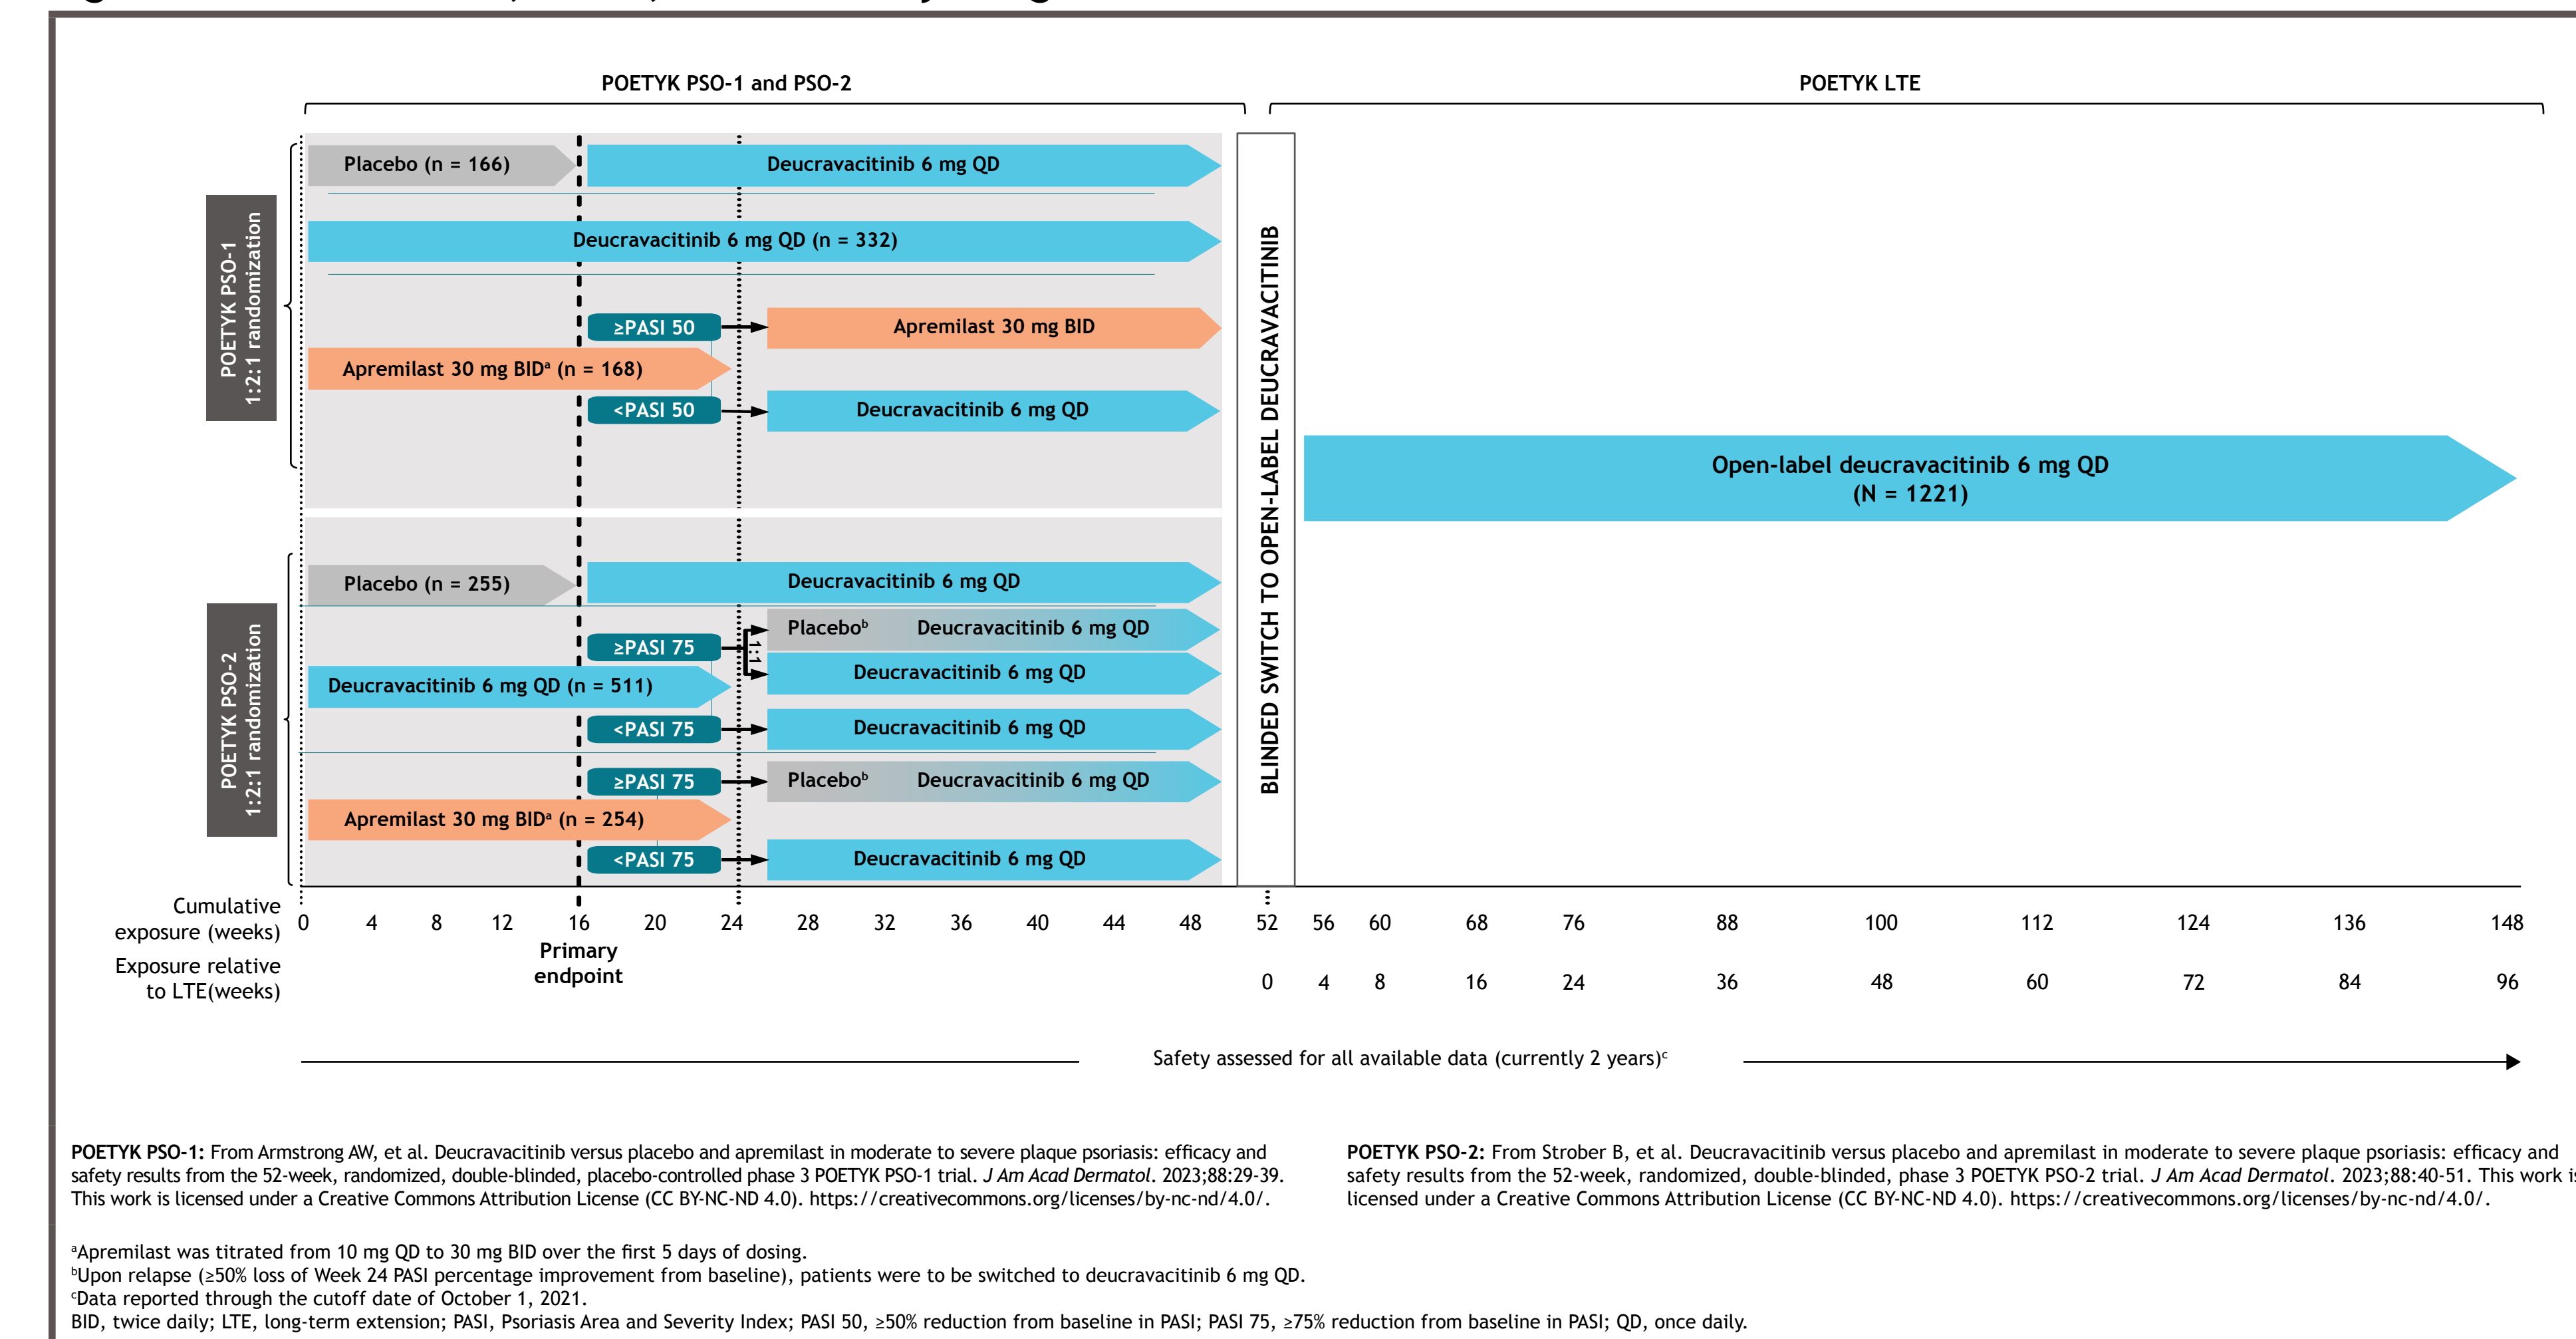 POETYK PSO-1 and PSO-2
POETYK LTE
POETYK PSO-1
1:2:1 randomization
Placebo (n = 166)
Deucravacitinib 6 mg QD
Deucravacitinib 6 mg QD (n = 332)
≥PASI 50
Apremilast 30 mg BID
Apremilast 30 mg BIDᵃ (n = 168)
<PASI 50
Deucravacitinib 6 mg QD
BLINDED SWITCH TO OPEN-LABEL DEUCRAVACITINIB
Open-label deucravacitinib 6 mg QD
(N = 1221)
POETYK PSO-2
1:2:1 randomization
Placebo (n = 255)
Deucravacitinib 6 mg QD
≥PASI 75
1:1
Placeboᵇ Deucravacitinib 6 mg QD
Deucravacitinib 6 mg QD
Deucravacitinib 6 mg QD (n = 511)
<PASI 75
Deucravacitinib 6 mg QD
≥PASI 75
Placeboᵇ Deucravacitinib 6 mg QD
Apremilast 30 mg BIDᵃ (n = 254)
<PASI 75
Deucravacitinib 6 mg QD
Cumulative
exposure (weeks)
0 4 8 12 16 20 24 28 32 36 40 44 48 52 56 60 68 76 88 100 112 124 136 148
Primary
endpoint
Exposure relative
to LTE(weeks)
0 4 8 16 24 36 48 60 72 84 96
Safety assessed for all available data (currently 2 years)ᶜ
POETYK PSO-1: From Armstrong AW, et al. Deucravacitinib versus placebo and apremilast in moderate to severe plaque psoriasis: efficacy and
safety results from the 52-week, randomized, double-blinded, placebo-controlled phase 3 POETYK PSO-1 trial. J Am Acad Dermatol. 2023;88:29-39.
This work is licensed under a Creative Commons Attribution License (CC BY-NC-ND 4.0). https://creativecommons.org/licenses/by-nc-nd/4.0/.
POETYK PSO-2: From Strober B, et al. Deucravacitinib versus placebo and apremilast in moderate to severe plaque psoriasis: efficacy and
safety results from the 52-week, randomized, double-blinded, phase 3 POETYK PSO-2 trial. J Am Acad Dermatol. 2023;88:40-51. This work is
licensed under a Creative Commons Attribution License (CC BY-NC-ND 4.0). https://creativecommons.org/licenses/by-nc-nd/4.0/.
ᵃApremilast was titrated from 10 mg QD to 30 mg BID over the first 5 days of dosing.
ᵇUpon relapse (≥50% loss of Week 24 PASI percentage improvement from baseline), patients were to be switched to deucravacitinib 6 mg QD.
ᶜData reported through the cutoff date of October 1, 2021.
BID, twice daily; LTE, long-term extension; PASI, Psoriasis Area and Severity Index; PASI 50, ≥50% reduction from baseline in PASI; PASI 75, ≥75% reduction from baseline in PASI; QD, once daily.